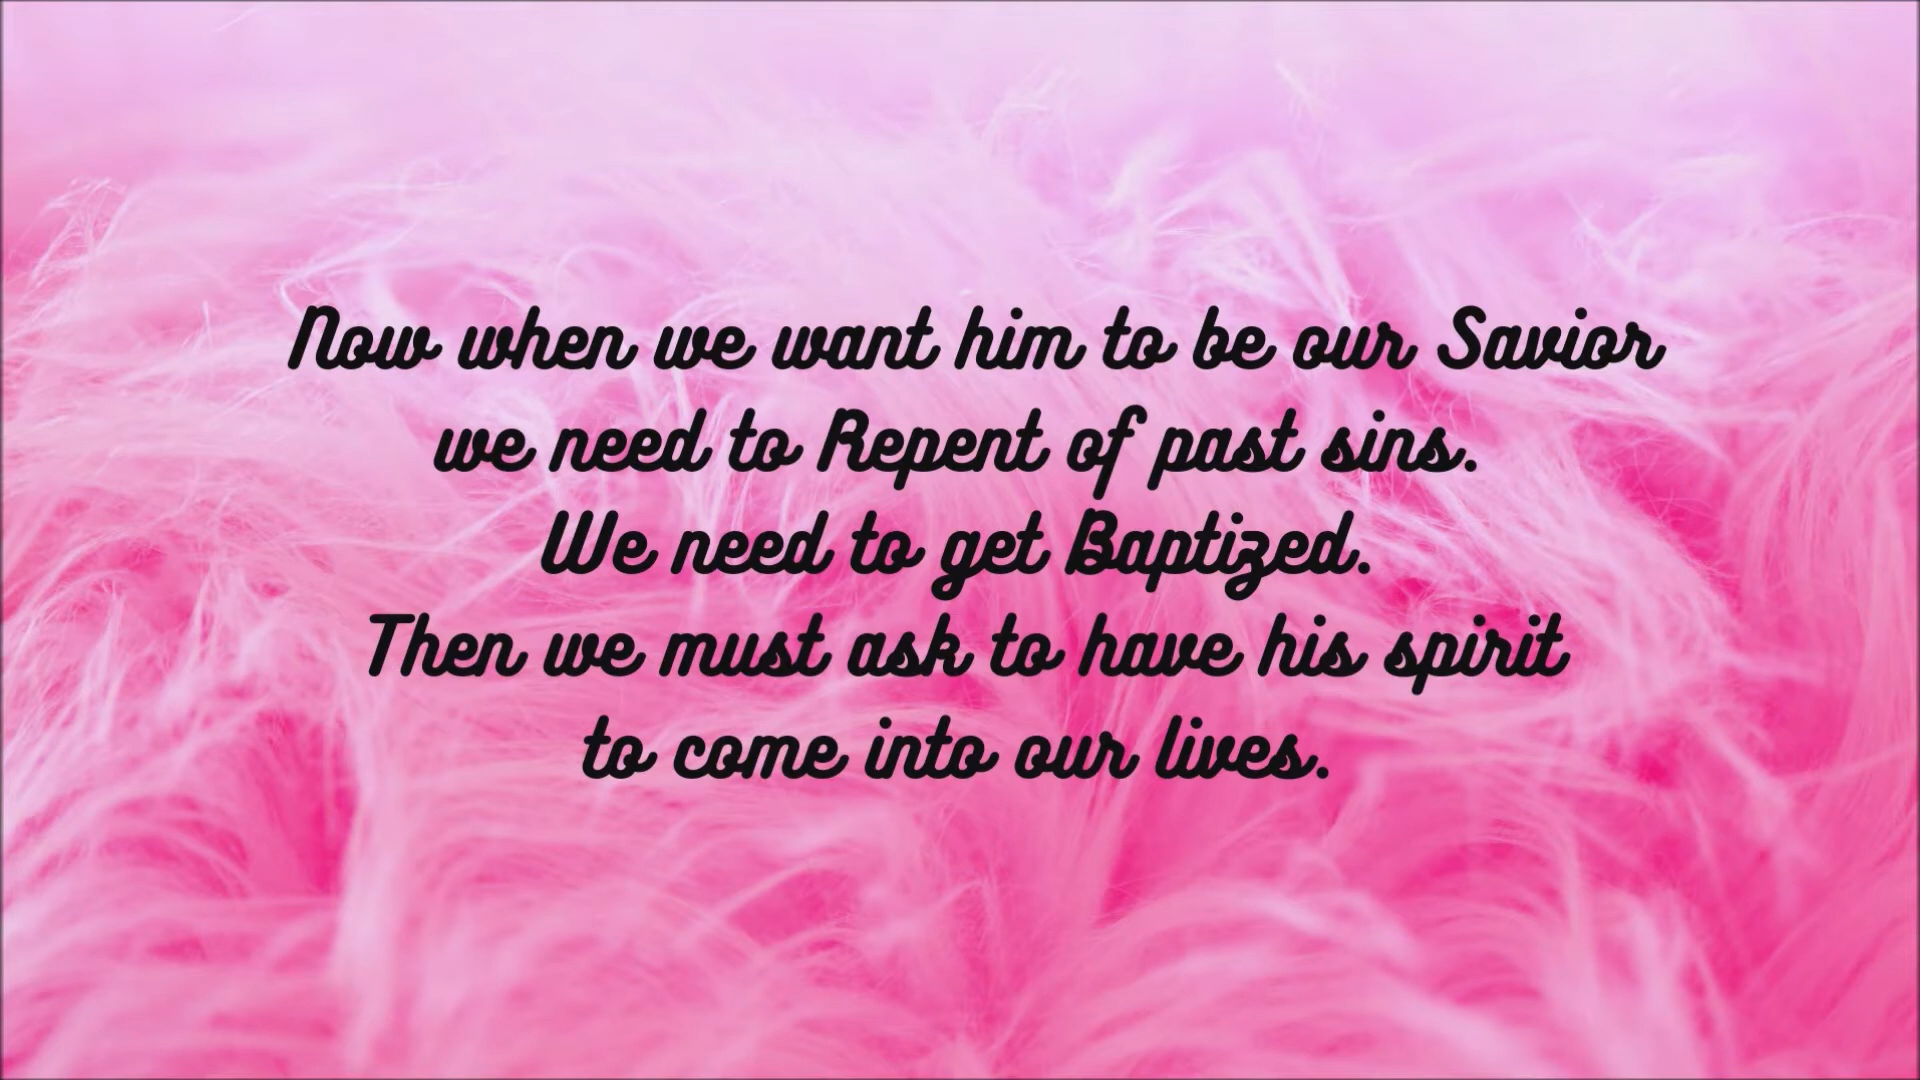 Now when we want him to be our Savior
we need to Repent of past sins.
We need to get Baptized.
Then we must ask to have his spirit
to come into our lives.